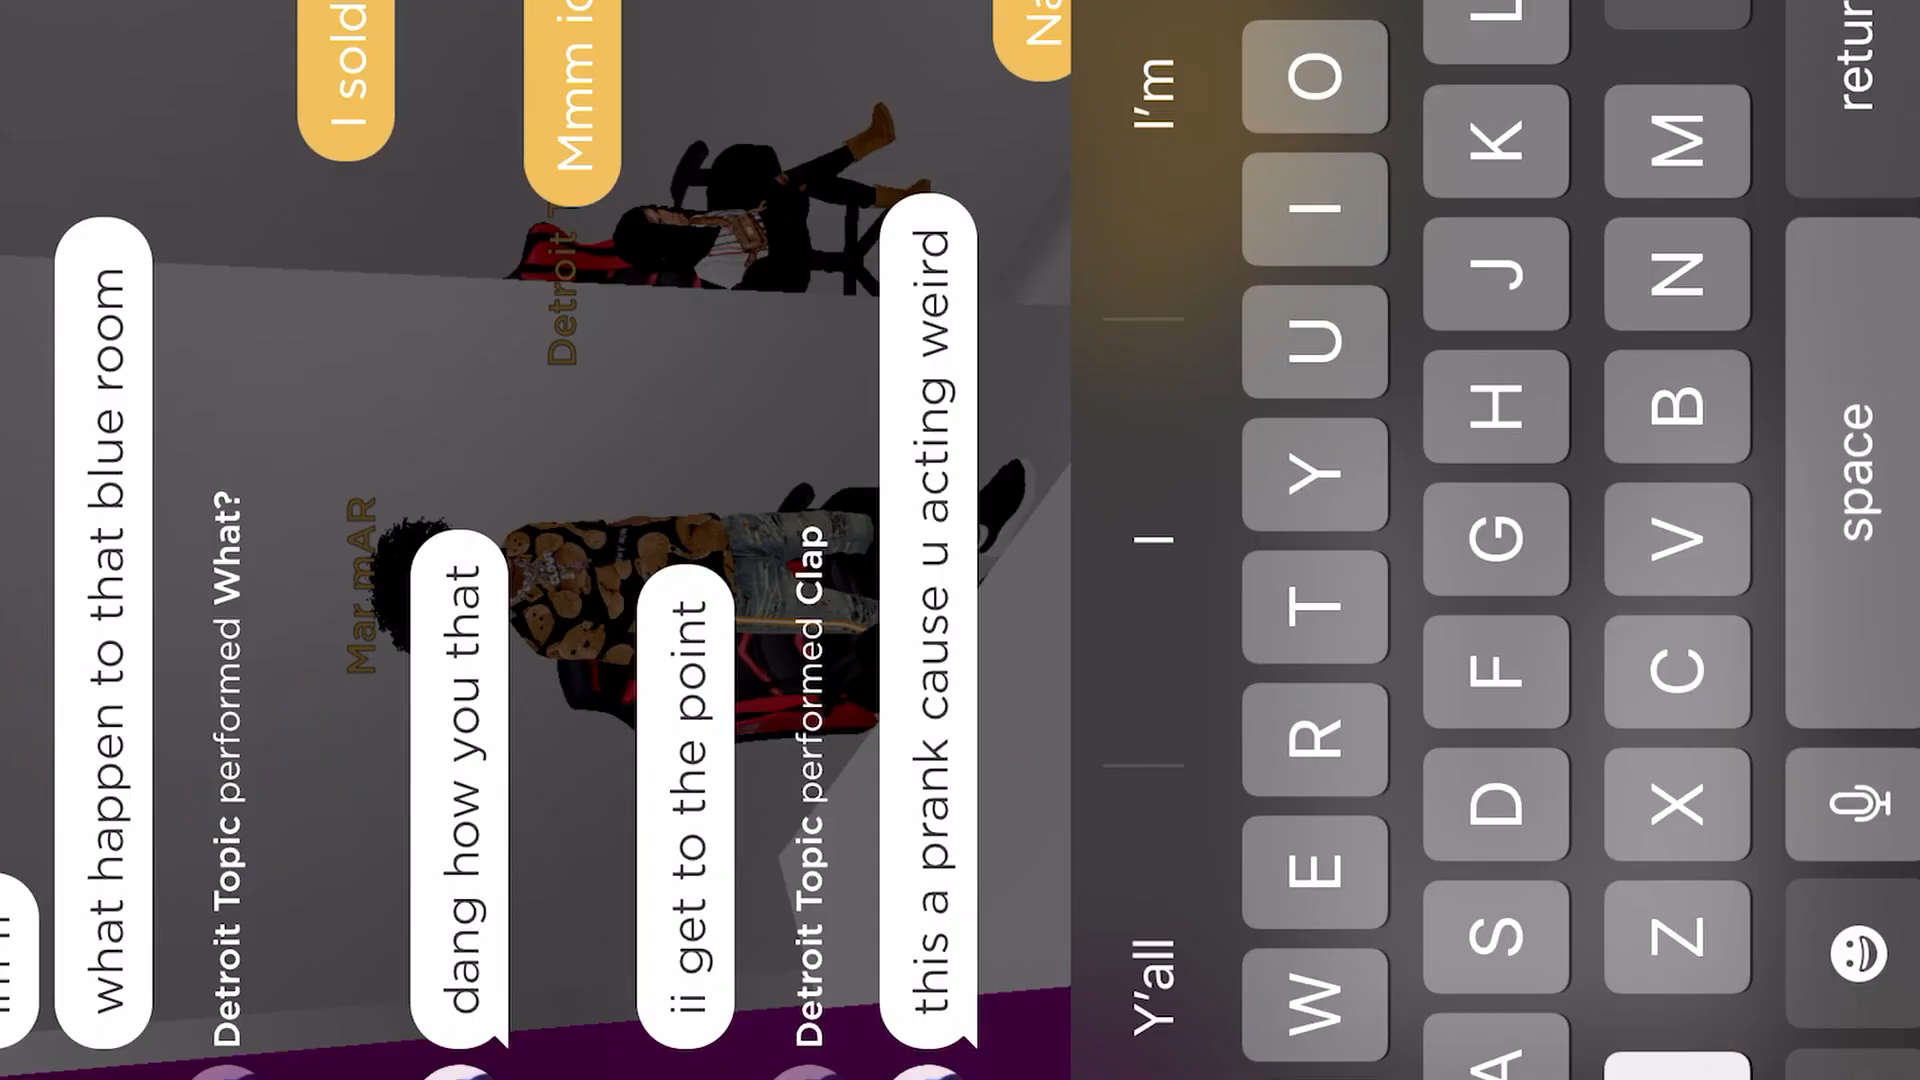 what happen to that blue room
Detroit Topic performed What?
I sold
Mar.mAR
dang how you that
Mmm
Detroit
ii get to the point
Detroit Topic performed Clap
this a prank cause u acting weird
Y'all I I'm
W E R T Y U I O
A S D F G H J K L
Z X C V B N M
space